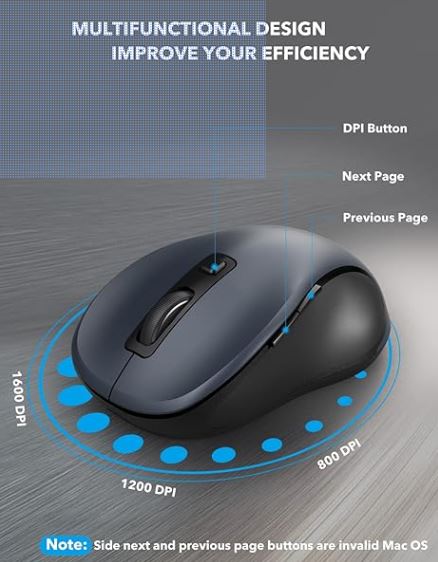 MULTIFUNCTIONAL DESIGN
IMPROVE YOUR EFFICIENCY
DPI Button
Next Page
Previous Page
1600 DPI
800 DPI
1200 DPI
Note: Side next and previous page buttons are invalid Mac OS